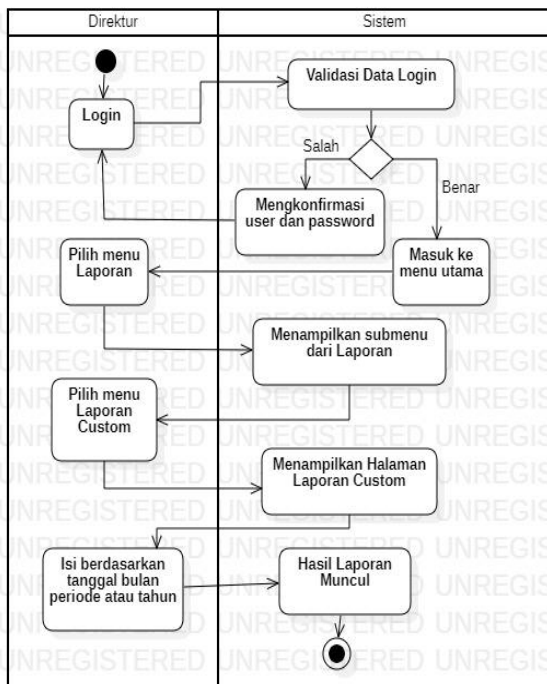 Direktur
Sistem
Validasi Data Login
Login
Salah
Benar
Mengkonfirmasi
user dan password
Masuk ke
menu utama
Pilih menu
Laporan
Menampilkan submenu
dari Laporan
Pilih menu
Laporan
Custom
Menampilkan Halaman
Laporan Custom
Isi berdasarkan
tanggal bulan
periode atau tahun
Hasil Laporan
Muncul
UNREGISTERED